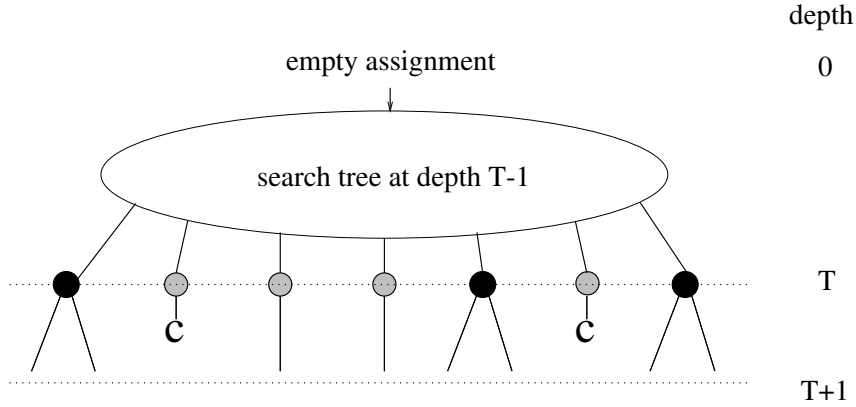 depth
empty assignment
0
search tree at depth T-1
T
C
C
T+1